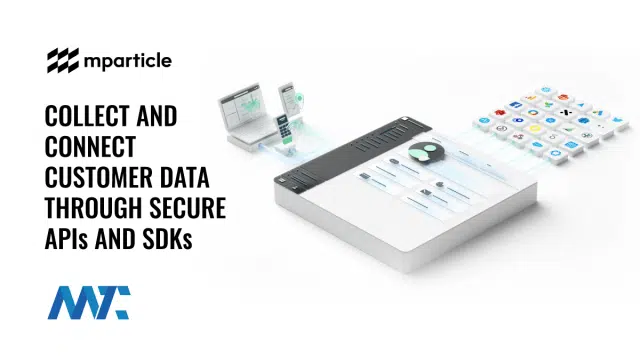 mparticle
COLLECT AND
CONNECT
CUSTOMER DATA
THROUGH SECURE
APIs AND SDKs